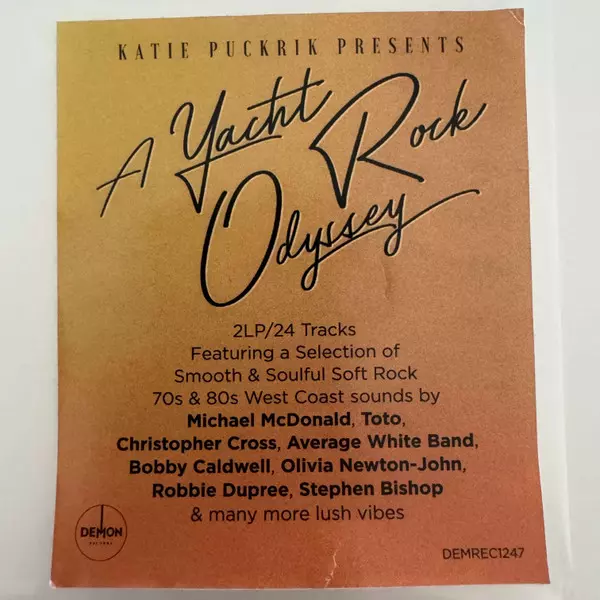 KATIE PUCKRIK PRESENTS
A Yacht Rock
Odyssey
2LP/24 Tracks
Featuring a Selection of
Smooth & Soulful Soft Rock
70s & 80s West Coast sounds by
Michael McDonald, Toto,
Christopher Cross, Average White Band,
Bobby Caldwell, Olivia Newton-John,
Robbie Dupree, Stephen Bishop
& many more lush vibes
DEMON
DEMREC1247